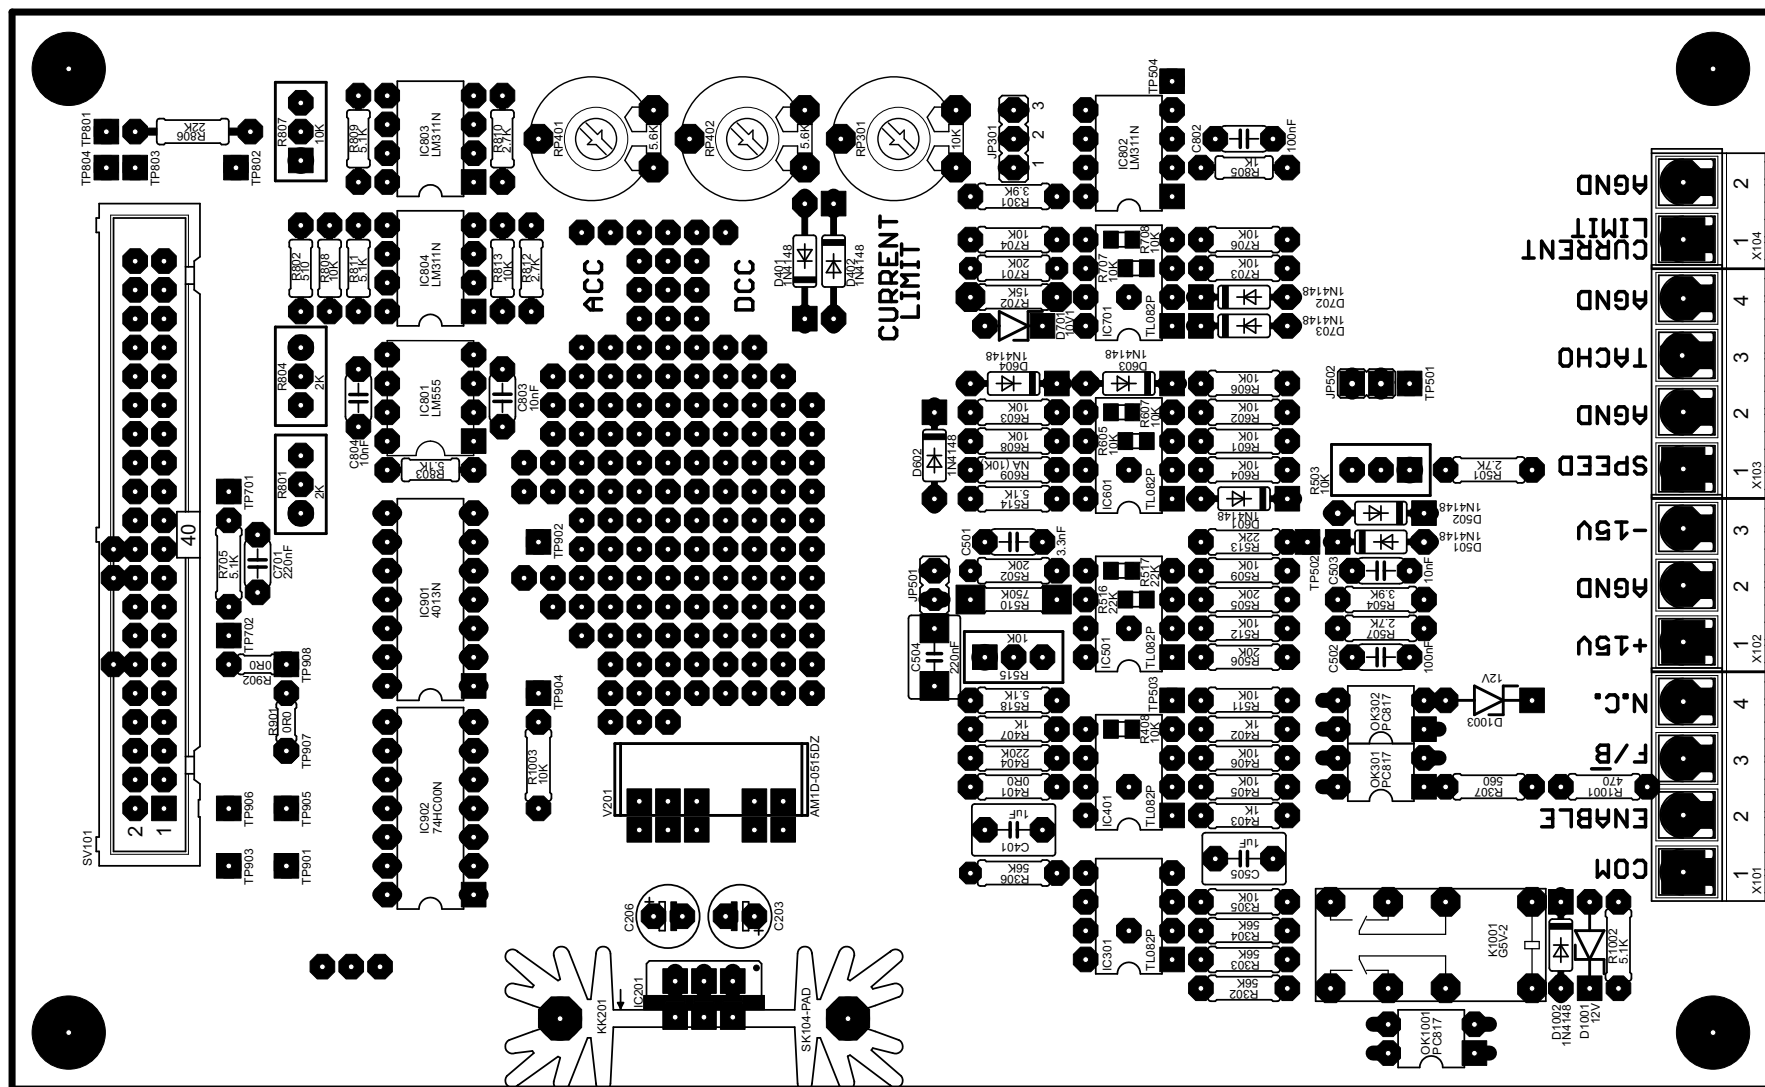 TP801
TP804
TP803
R806
22K
TP802
R807
10K
R809
5.1K
IC803
LM311N
R810
2.7K
RP401
5.6K
RP402
5.6K
RP301
10K
JP301
1
2
3
TP504
IC802
LM311N
C802
100nF
1K
R805
3.9K
R301
R802
510
R808
10K
R811
5.1K
IC804
LM311N
R813
10K
R812
2.7K
ACC
DCC
D401
1N4148
D402
1N4148
CURRENT
LIMIT
10K
R704
20K
R701
15K
R702
D701
10V1
R708
10K
R707
10K
IC701
TL082P
10K
R706
10K
R703
1N4148
D702
1N4148
D703
R804
2K
R801
2K
C804
10nF
IC801
LM555
C803
10nF
5.1K
R803
1N4148
D604
1N4148
D603
D602
1N4148
10K
R603
10K
R608
NA (10K)
R609
5.1K
R514
R607
10K
R605
10K
IC601
TL082P
10K
R606
10K
R602
10K
R601
10K
R604
1N4148
D601
JP502
TP501
R503
10K
2.7K
R501
1N4148
D502
1N4148
D501
SV101
40
2
1
TP701
R705
5.1K
C701
220nF
TP702
0R0
R902
TP908
R901
0R0
TP907
TP906
TP905
TP903
TP901
IC901
4013N
IC902
74HC00N
TP902
TP904
R1003
10K
C501
3.3nF
20K
R502
750K
R510
JP501
C504
220nF
10K
R515
R517
22K
R516
22K
IC501
TL082P
22K
R513
10K
R509
20K
R505
10K
R512
20K
R506
TP502
C503
10nF
3.9K
R504
2.7K
R507
C502
100nF
V201
AM1D-0515DZ
5.1K
R518
1K
R407
220K
R404
0R0
R401
1uF
C401
56K
R306
TP503
R408
10K
IC401
TL082P
10K
R511
1K
R402
10K
R406
10K
R405
1K
R403
1uF
C505
OK302
PC817
OK301
PC817
12V
D1003
560
R307
470
R1001
C206
C203
KK201
IC201
SK104-PAD
IC301
TL082P
10K
R305
56K
R304
56K
R303
56K
R302
K1001
G5V-2
D1002
1N4148
D1001
12V
R1002
5.1K
OK1001
PC817
AGND
2
CURRENT
LIMIT
1
X104
AGND
4
TACHO
3
AGND
2
SPEED
1
X103
-15V
3
AGND
2
+15V
1
X102
N.C.
4
F/B
3
ENABLE
2
COM
1
X101